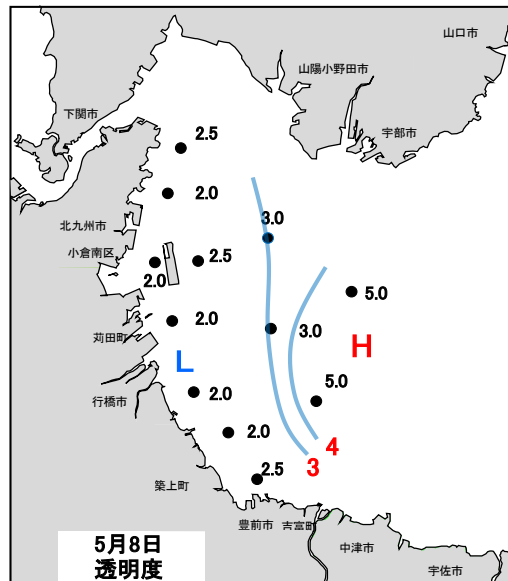 山口市
山陽小野田市
下関市
宇部市
2.5
2.0
北九州市
小倉南区
3.0
2.5
2.0
5.0
2.0
3.0
苅田町
H
L
行橋市
2.0
5.0
2.0
4
3
2.5
築上町
豊前市
吉富町
中津市
宇佐市
5月8日
透明度